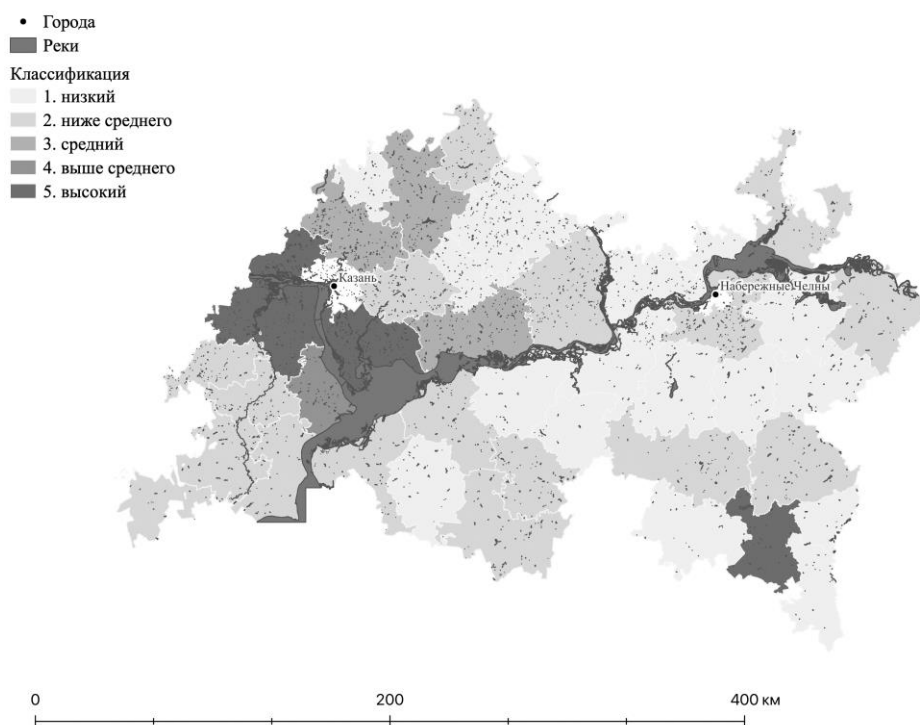 Города
Реки
Классификация
1. низкий
2. ниже среднего
3. средний
4. выше среднего
5. высокий
Казань
Набережные Челны
0 200 400 км